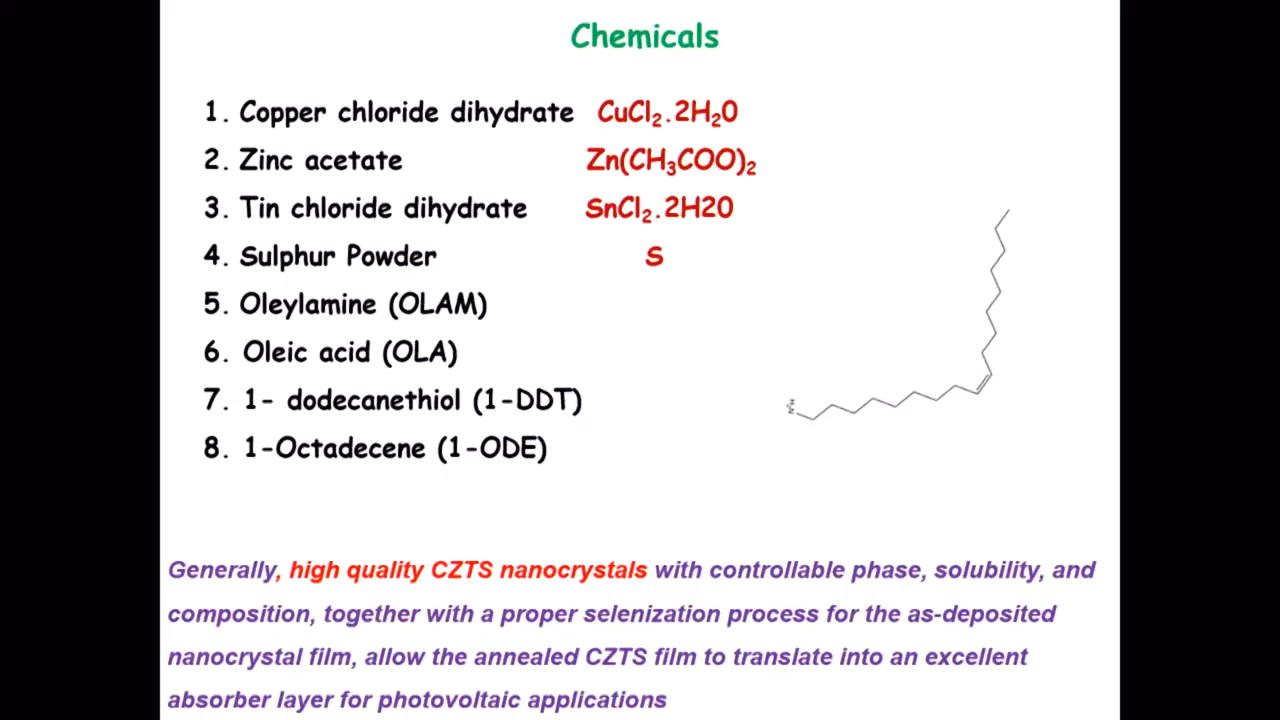 Chemicals
1. Copper chloride dihydrate CuCl₂.2H₂0
2. Zinc acetate Zn(CH₃COO)₂
3. Tin chloride dihydrate SnCl₂.2H20
4. Sulphur Powder S
5. Oleylamine (OLAM)
6. Oleic acid (OLA)
7. 1- dodecanethiol (1-DDT)
8. 1-Octadecene (1-ODE)
Generally, high quality CZTS nanocrystals with controllable phase, solubility, and
composition, together with a proper selenization process for the as-deposited
nanocrystal film, allow the annealed CZTS film to translate into an excellent
absorber layer for photovoltaic applications